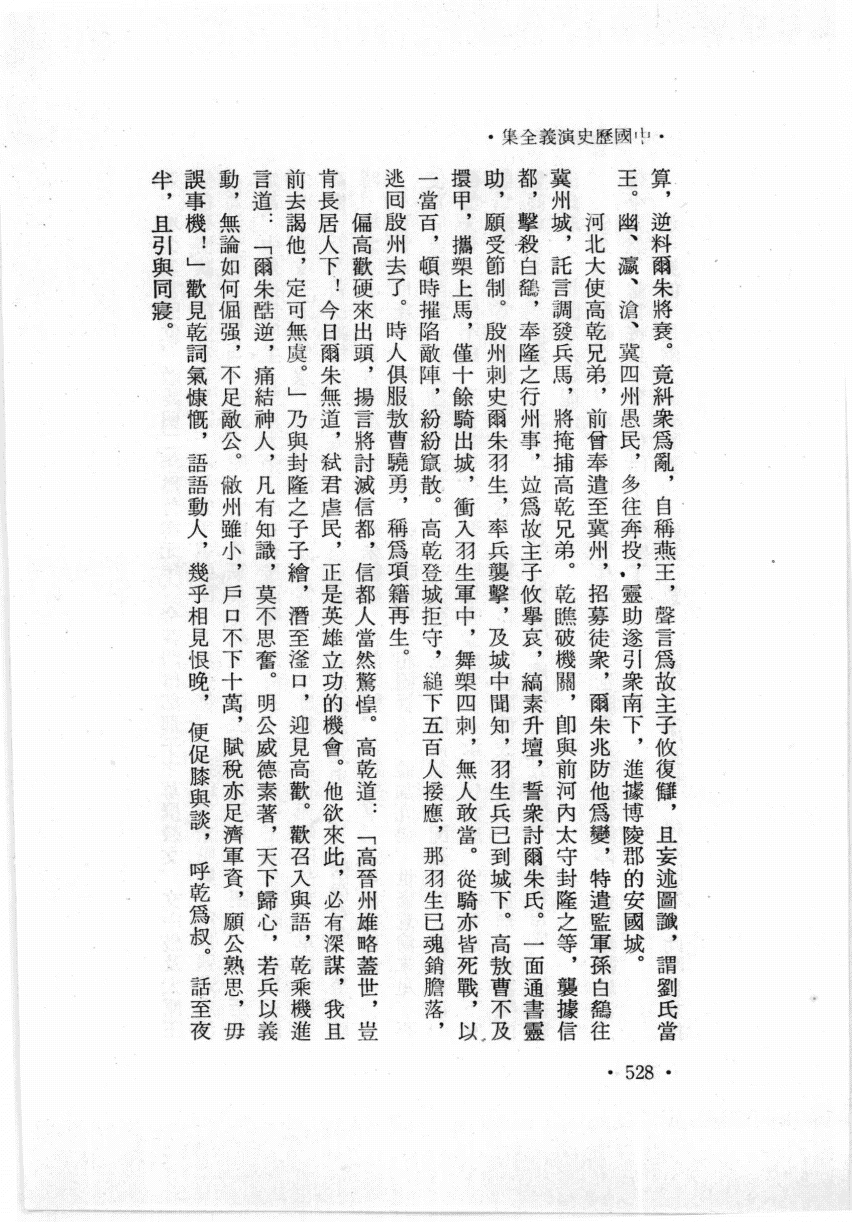 ·中國歷史演義全集·
算，逆料爾朱將衰。竟糾衆爲亂，自稱燕王，聲言爲故主子攸復讎，且妄述圖讖，謂劉氏當
王。幽、瀛、滄、冀四州愚民，多往奔投，靈助遂引衆南下，進據博陵郡的安國城。
河北大使高乾兄弟，前曾奉遣至冀州，招募徒衆，爾朱兆防他爲變，特遣監軍孫白鷂往
冀州城，託言調發兵馬，將掩捕高乾兄弟。乾瞧破機關，卽與前河內太守封隆之等，襲據信
都，擊殺白鷂，奉隆之行州事，竝爲故主子攸擧哀，縞素升壇，誓衆討爾朱氏。一面通書靈
助，願受節制。殷州刺史爾朱羽生，率兵襲擊，及城中聞知，羽生兵已到城下。高敖曹不及
擐甲，攜槊上馬，僅十餘騎出城，衝入羽生軍中，舞槊四刺，無人敢當。從騎亦皆死戰，以
一當百，頓時摧陷敵陣，紛紛竄散。高乾登城拒守，縋下五百人接應，那羽生已魂銷膽落，
逃囘殷州去了。時人俱服敖曹驍勇，稱爲項籍再生。
偏高歡硬來出頭，揚言將討滅信都，信都人當然驚惶。高乾道：「高晉州雄略蓋世，豈
肯長居人下！今日爾朱無道，弒君虐民，正是英雄立功的機會。他欲來此，必有深謀，我且
前去謁他，定可無虞。」乃與封隆之子子繪，潛至滏口，迎見高歡。歡召入與語，乾乘機進
言道：「爾朱酷逆，痛結神人，凡有知識，莫不思奮。明公威德素著，天下歸心，若兵以義
動，無論如何倔强，不足敵公。敝州雖小，戶口不下十萬，賦稅亦足濟軍資，願公熟思，毋
誤事機！」歡見乾詞氣慷慨，語語動人，幾乎相見恨晚，便促膝與談，呼乾爲叔。話至夜
半，且引與同寢。
·528·